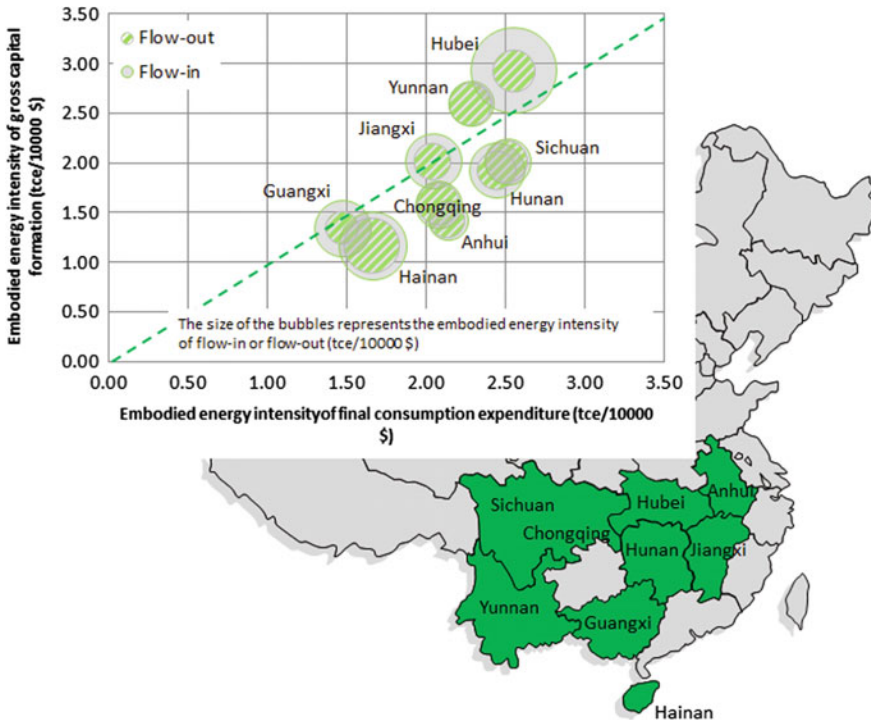 Embodied energy intensity of gross capital
formation (tce/10000 $)
3.50
3.00
2.50
2.00
1.50
1.00
0.50
0.00
Flow-out
Flow-in
Hubei
Yunnan
Jiangxi
Sichuan
Guangxi
Chongqing
Hunan
Anhui
Hainan
The size of the bubbles represents the embodied energy intensity
of flow-in or flow-out (tce/10000 $)
0.00 0.50 1.00 1.50 2.00 2.50 3.00 3.50
Embodied energy intensityof final consumption expenditure (tce/10000
$)
Sichuan
Hubei
Anhui
Chongqing
Hunan
Jiangxi
Yunnan
Guangxi
Hainan